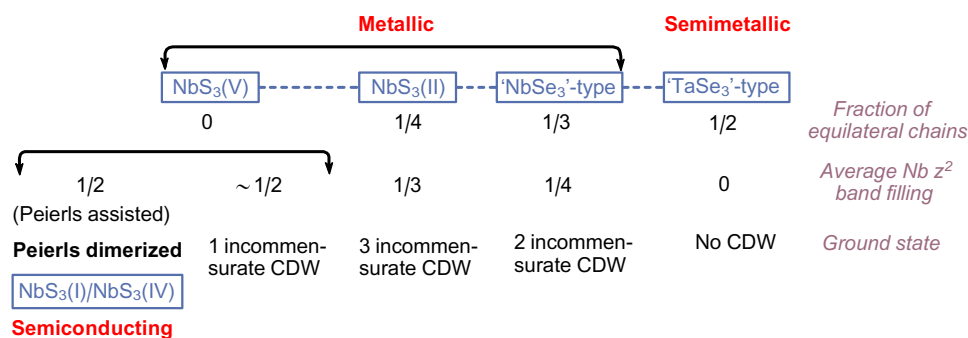 Metallic Semimetallic
NbS₃(V) NbS₃(II) ‘NbSe₃’-type ‘TaSe₃’-type
0 1/4 1/3 1/2 Fraction of
equilateral chains
1/2 ~1/2 1/3 1/4 0 Average Nb z²
band filling
(Peierls assisted)
Peierls dimerized 1 incommen- 3 incommen- 2 incommen- No CDW Ground state
surate CDW surate CDW surate CDW
NbS₃(I)/NbS₃(IV)
Semiconducting